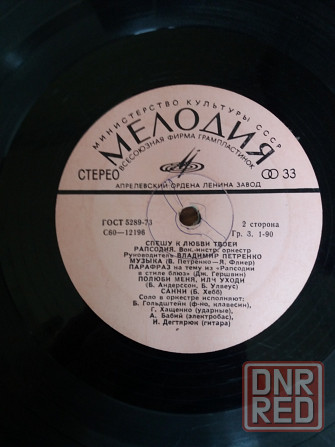 МИНИСТЕРСТВО КУЛЬТУРЫ СССР
МЕЛОДИЯ
ВСЕСОЮЗНАЯ ФИРМА ГРАМПЛАСТИНОК
СТЕРЕО
33
АПРЕЛЕВСКИЙ ОРДЕНА ЛЕНИНА ЗАВОД
ГОСТ 5289-73
2 сторона
С60—12196
Гр. 3. 1-90
СПЕШУ К ЛЮБВИ ТВОЕЙ
РАПСОДИЯ. Вок.-инстр. оркестр
Руководитель ВЛАДИМИР ПЕТРЕНКО
МУЗЫКА (В. Петренко—Я. Флиер)
ПАРАФРАЗ на тему из «Рапсодии
в стиле блюз» (Дж. Гершвин)
ПОЛЮБИ МЕНЯ, ИЛИ УХОДИ
(Б. Андерссон, Б. Ульвеус)
САННИ (Б. Хебб)
Соло в оркестре исполняют:
Б. Гольдштейн (ф-но, клавесин),
Г. Хащенко (ударные),
А. Бабий (электробас),
И. Дегтярюк (гитара)
DNR
RED